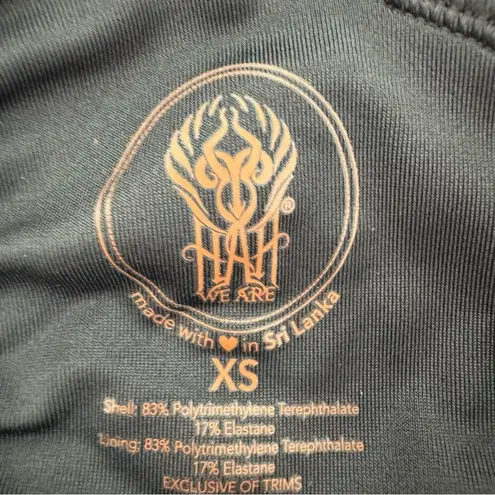 HAH
®
WE ARE
made with ❤ in Sri Lanka
XS
Shell: 83% Polytrimethylene Terephthalate
17% Elastane
Lining: 83% Polytrimethylene Terephthalate
17% Elastane
EXCLUSIVE OF TRIMS